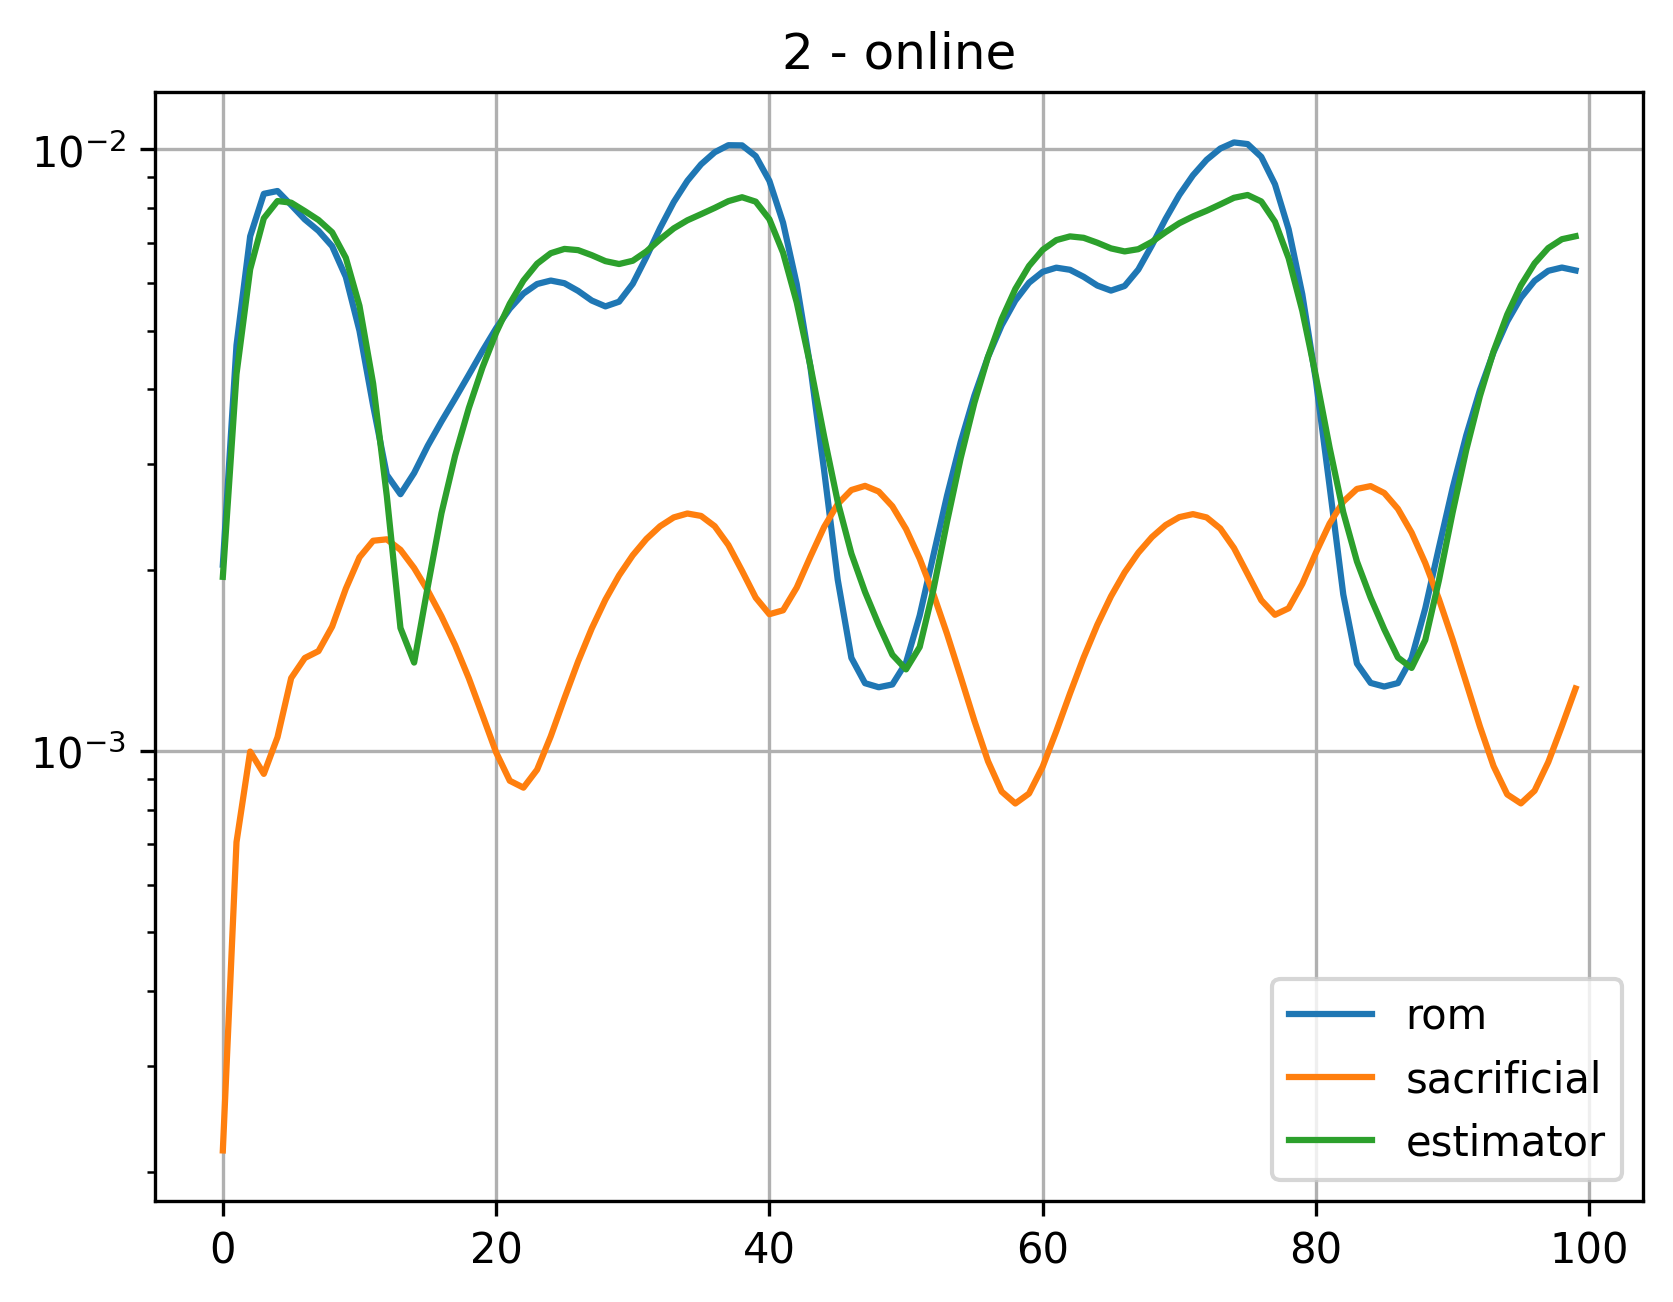 2 - online
10⁻²
10⁻³
0 20 40 60 80 100
rom
sacrificial
estimator